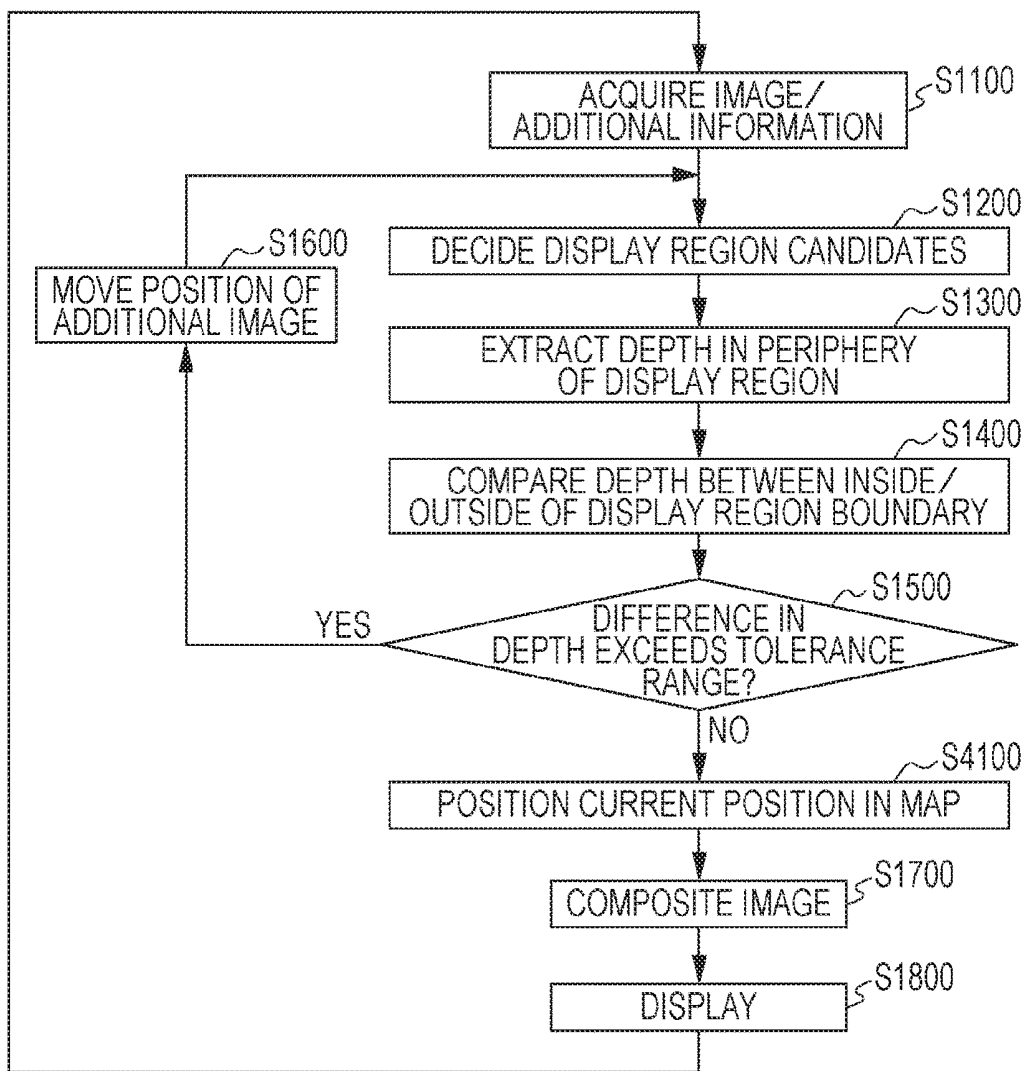 S1100
ACQUIRE IMAGE/
ADDITIONAL INFORMATION
S1200
DECIDE DISPLAY REGION CANDIDATES
S1600
MOVE POSITION OF
ADDITIONAL IMAGE
S1300
EXTRACT DEPTH IN PERIPHERY
OF DISPLAY REGION
S1400
COMPARE DEPTH BETWEEN INSIDE/
OUTSIDE OF DISPLAY REGION BOUNDARY
S1500
YES
DIFFERENCE IN
DEPTH EXCEEDS TOLERANCE
RANGE?
NO
S4100
POSITION CURRENT POSITION IN MAP
S1700
COMPOSITE IMAGE
S1800
DISPLAY